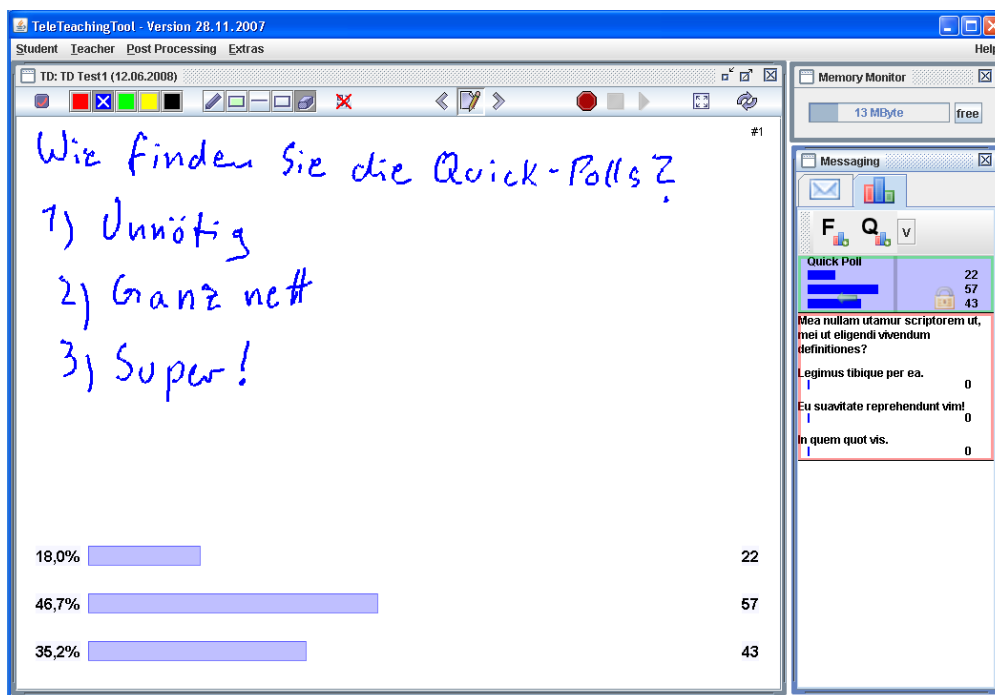 TeleTeachingTool - Version 28.11.2007
Student Teacher Post Processing Extras Help
TD: TD Test1 (12.06.2008)
#1
Wie finden Sie die Quick-Polls?
1) Unnötig
2) Ganz nett
3) Super!
18,0% 22
46,7% 57
35,2% 43
Memory Monitor
13 MByte free
Messaging
F Q v
Quick Poll
22
57
43
Mea nullam utamur scriptorem ut,
mei ut eligendi vivendum
definitiones?
Legimus tibique per ea.
0
Eu suavitate reprehendunt vim!
0
In quem quot vis.
0